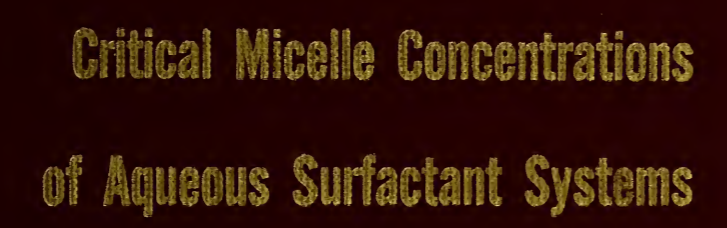 Critical Micelle Concentrations
of Aqueous Surfactant Systems